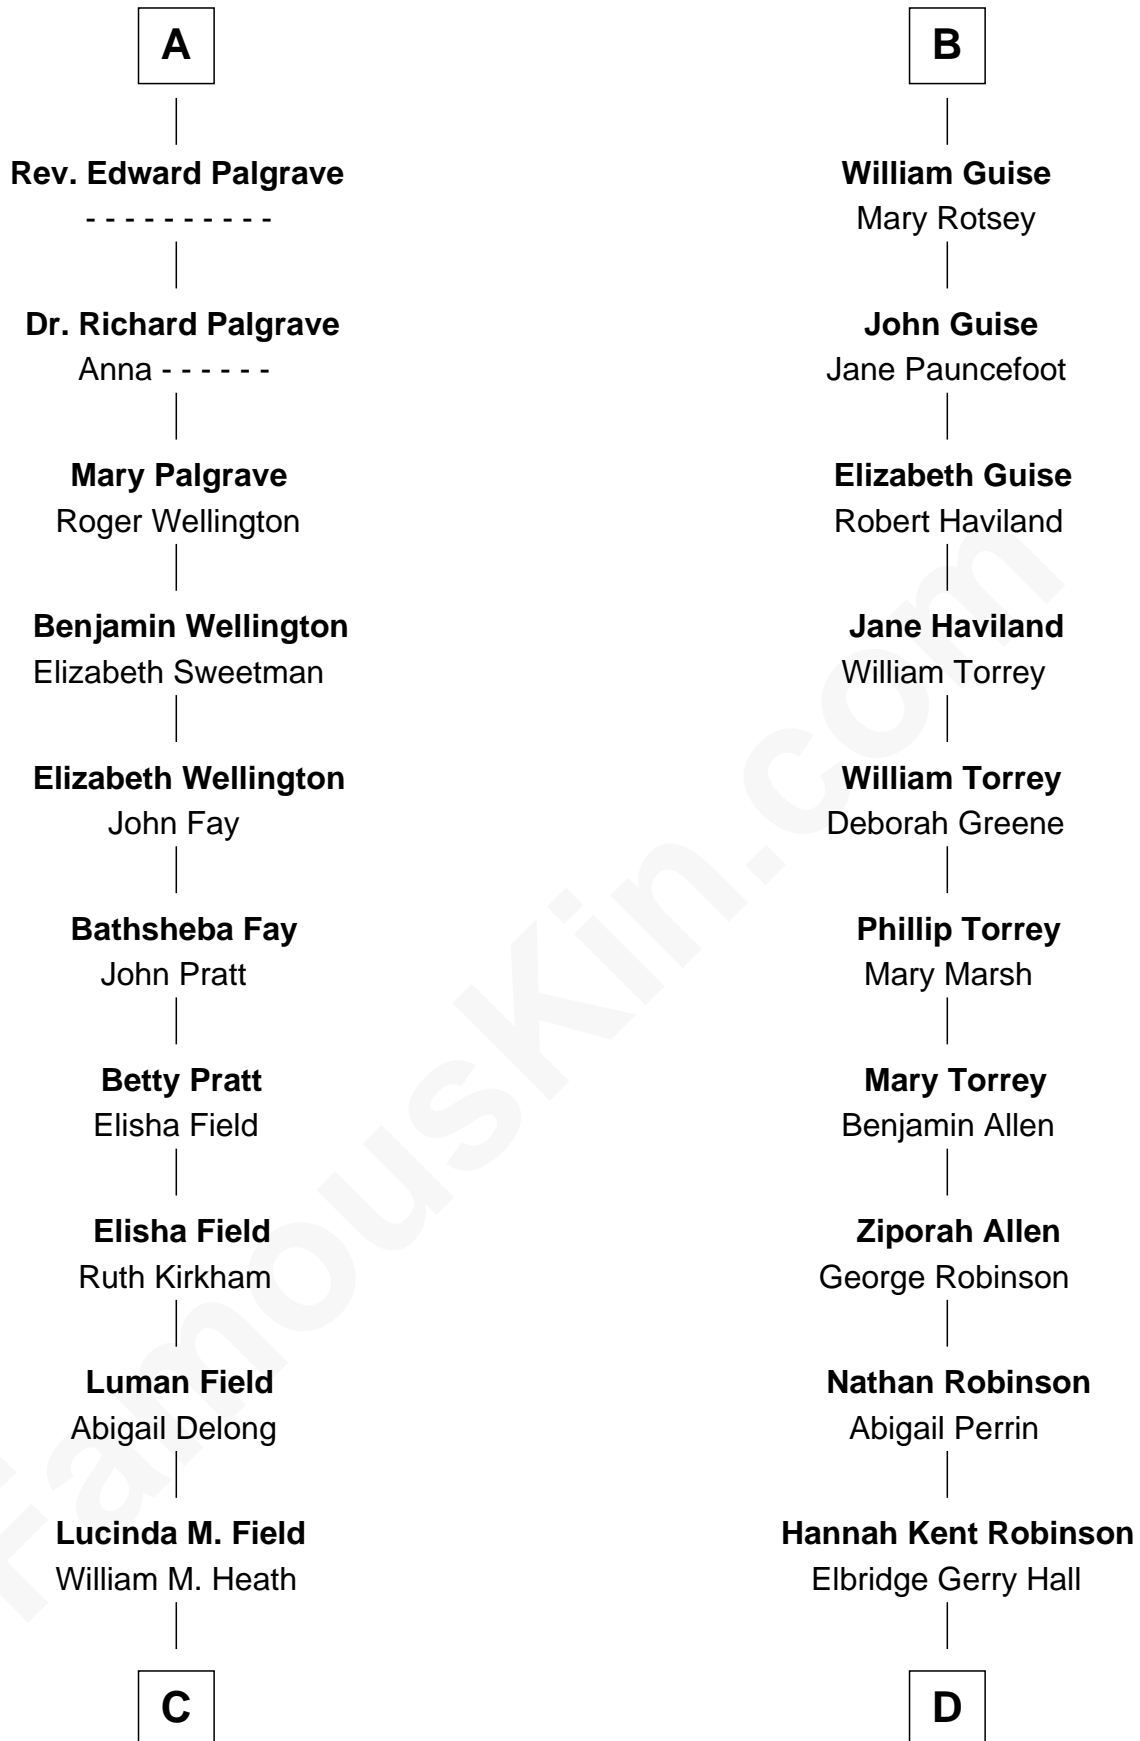 A
Rev. Edward Palgrave
- - - - - - - - - -
Dr. Richard Palgrave
Anna - - - - - -
Mary Palgrave
Roger Wellington
Benjamin Wellington
Elizabeth Sweetman
Elizabeth Wellington
John Fay
Bathsheba Fay
John Pratt
Betty Pratt
Elisha Field
Elisha Field
Ruth Kirkham
Luman Field
Abigail Delong
Lucinda M. Field
William M. Heath
C
B
William Guise
Mary Rotsey
John Guise
Jane Pauncefoot
Elizabeth Guise
Robert Haviland
Jane Haviland
William Torrey
William Torrey
Deborah Greene
Phillip Torrey
Mary Marsh
Mary Torrey
Benjamin Allen
Ziporah Allen
George Robinson
Nathan Robinson
Abigail Perrin
Hannah Kent Robinson
Elbridge Gerry Hall
D
FamousKin.com